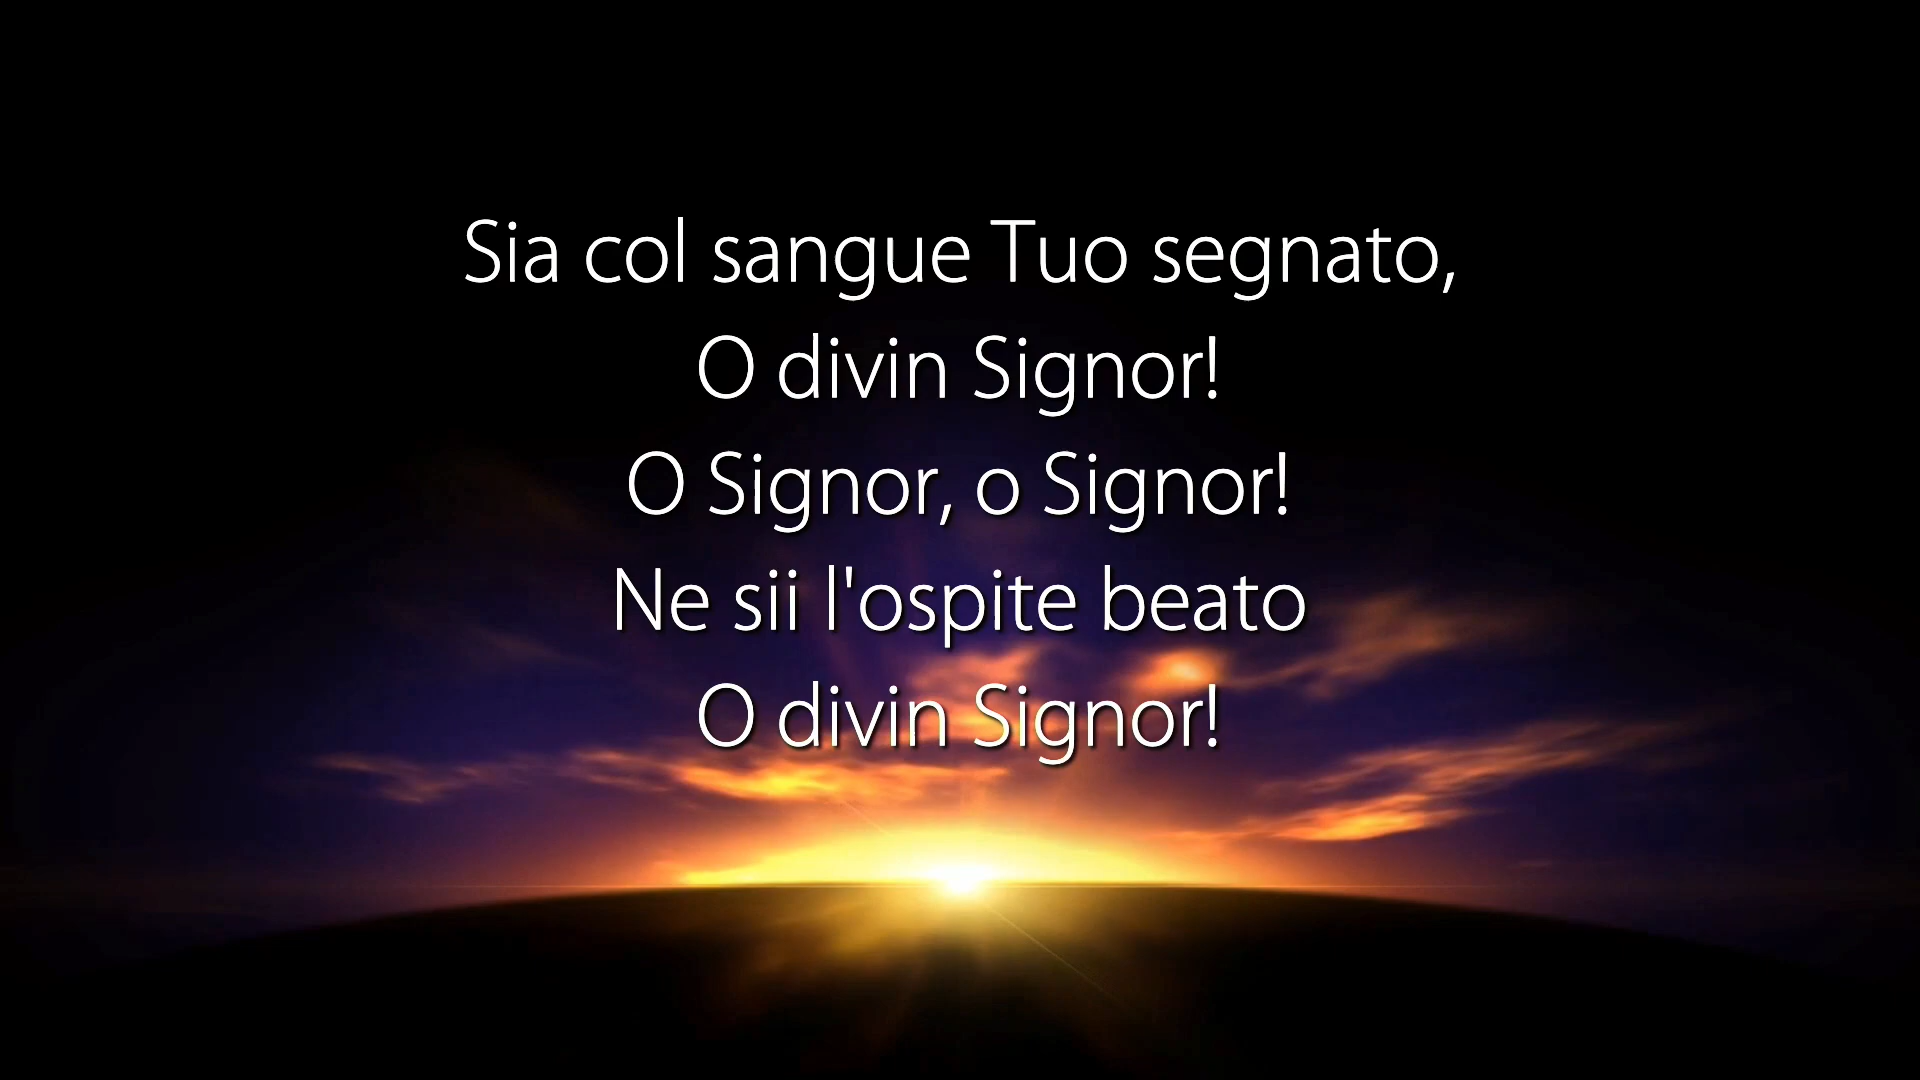 Sia col sangue Tuo segnato,
O divin Signor!
O Signor, o Signor!
Ne sii l'ospite beato
O divin Signor!